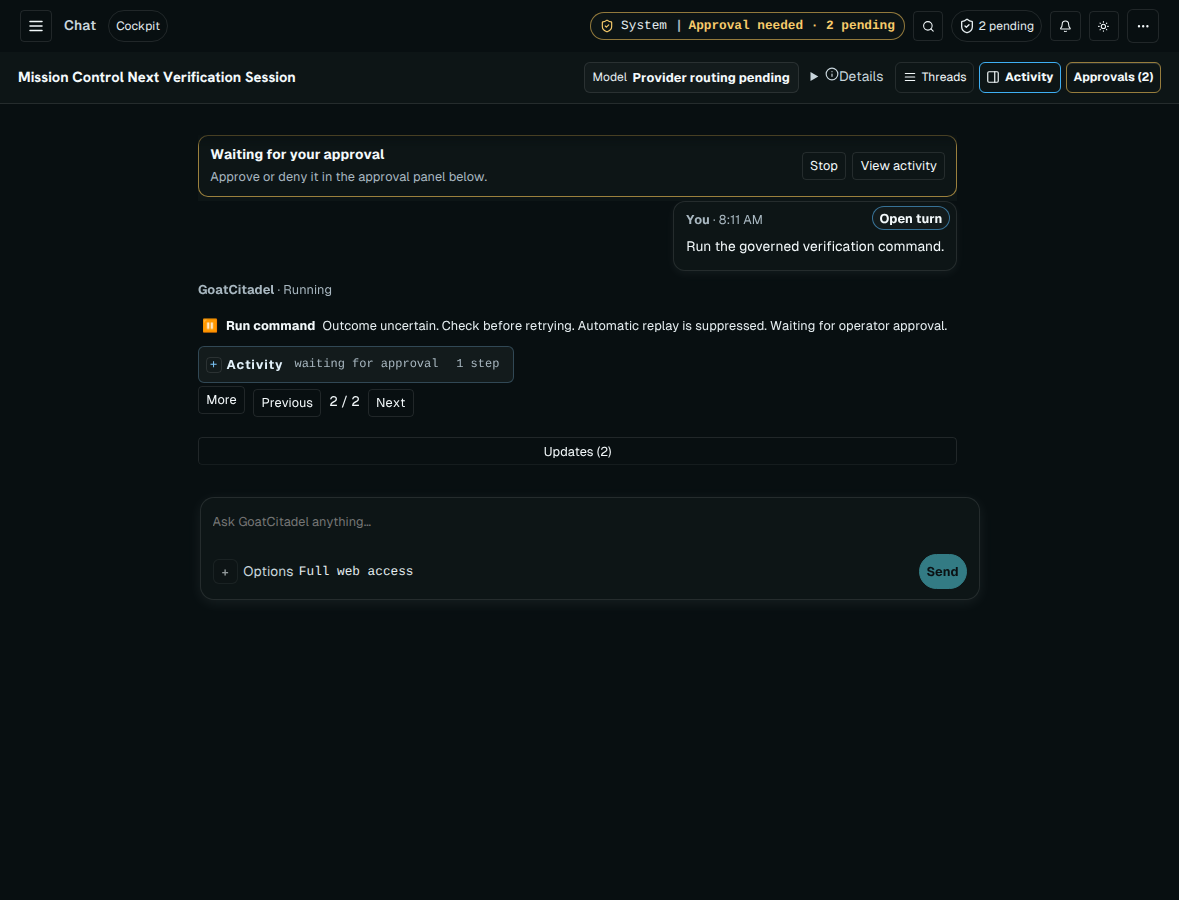 Chat Cockpit System | Approval needed · 2 pending 2 pending ...
Mission Control Next Verification Session Model Provider routing pending Details Threads Activity Approvals (2)
Waiting for your approval
Approve or deny it in the approval panel below.
Stop View activity
You · 8:11 AM Open turn
Run the governed verification command.
GoatCitadel · Running
Run command Outcome uncertain. Check before retrying. Automatic replay is suppressed. Waiting for operator approval.
+ Activity waiting for approval 1 step
More Previous 2 / 2 Next
Updates (2)
Ask GoatCitadel anything…
+ Options Full web access Send